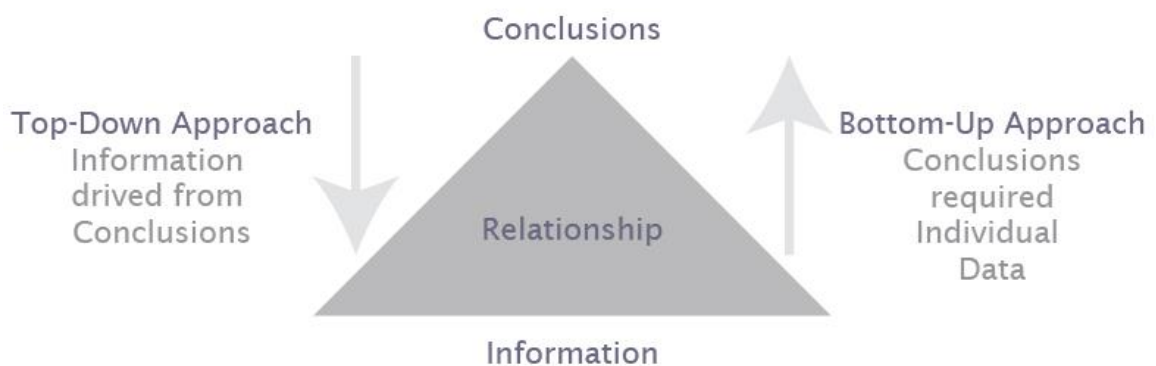 Conclusions
Top-Down Approach
Information
drived from
Conclusions
Relationship
Bottom-Up Approach
Conclusions
required
Individual
Data
Information